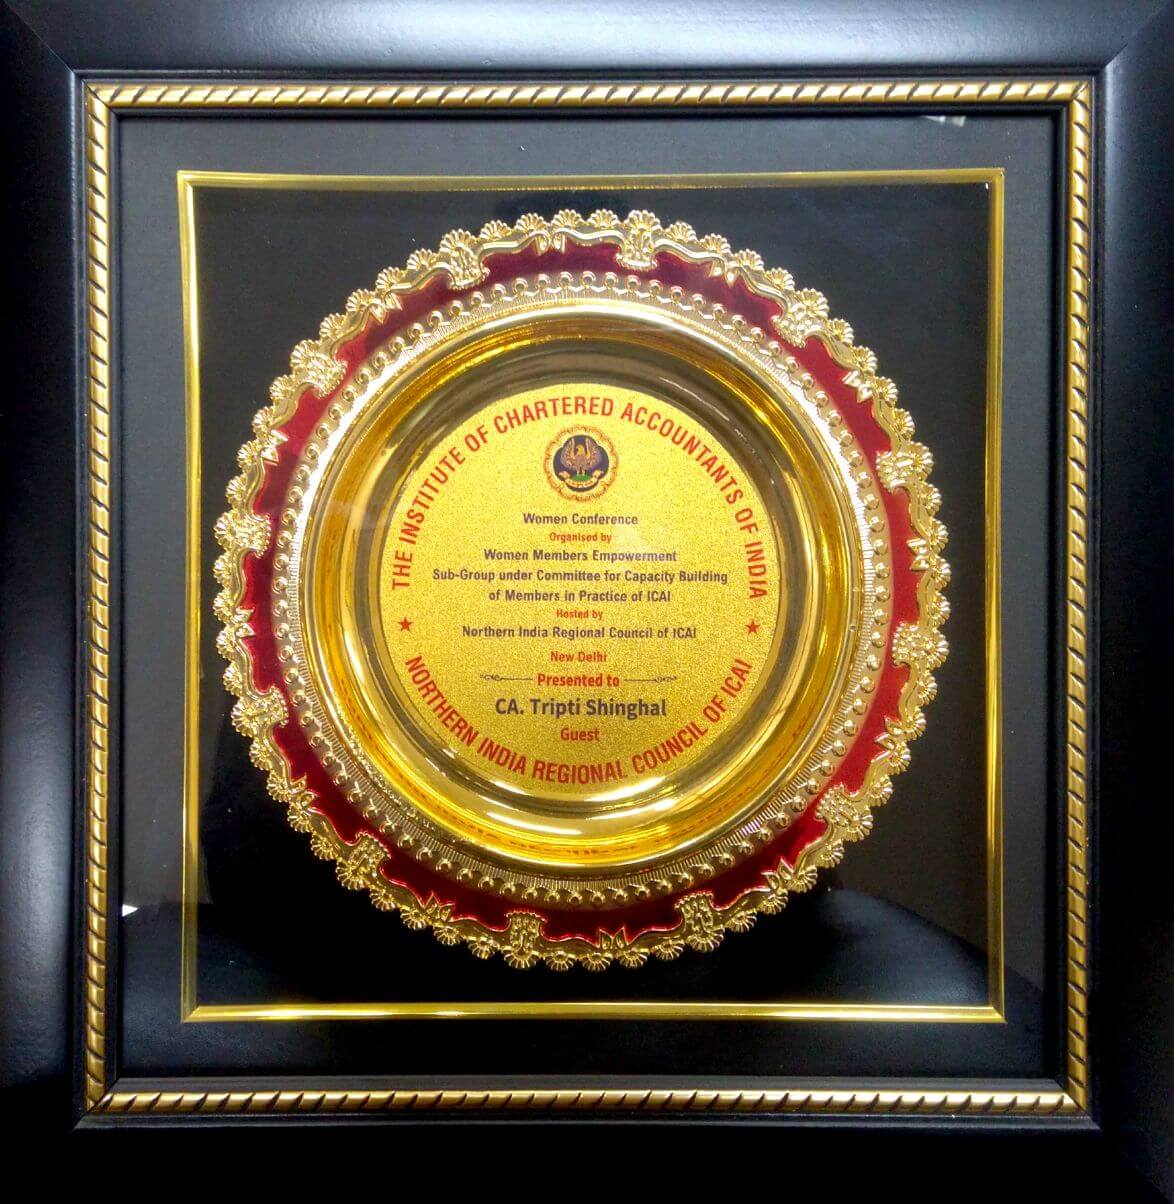 THE INSTITUTE OF CHARTERED ACCOUNTANTS OF INDIA
Women Conference
Organised by
Women Members Empowerment
Sub-Group under Committee for Capacity Building
of Members in Practice of ICAI
Hosted by
Northern India Regional Council of ICAI
New Delhi
Presented to
CA. Tripti Shinghal
Guest
NORTHERN INDIA REGIONAL COUNCIL OF ICAI